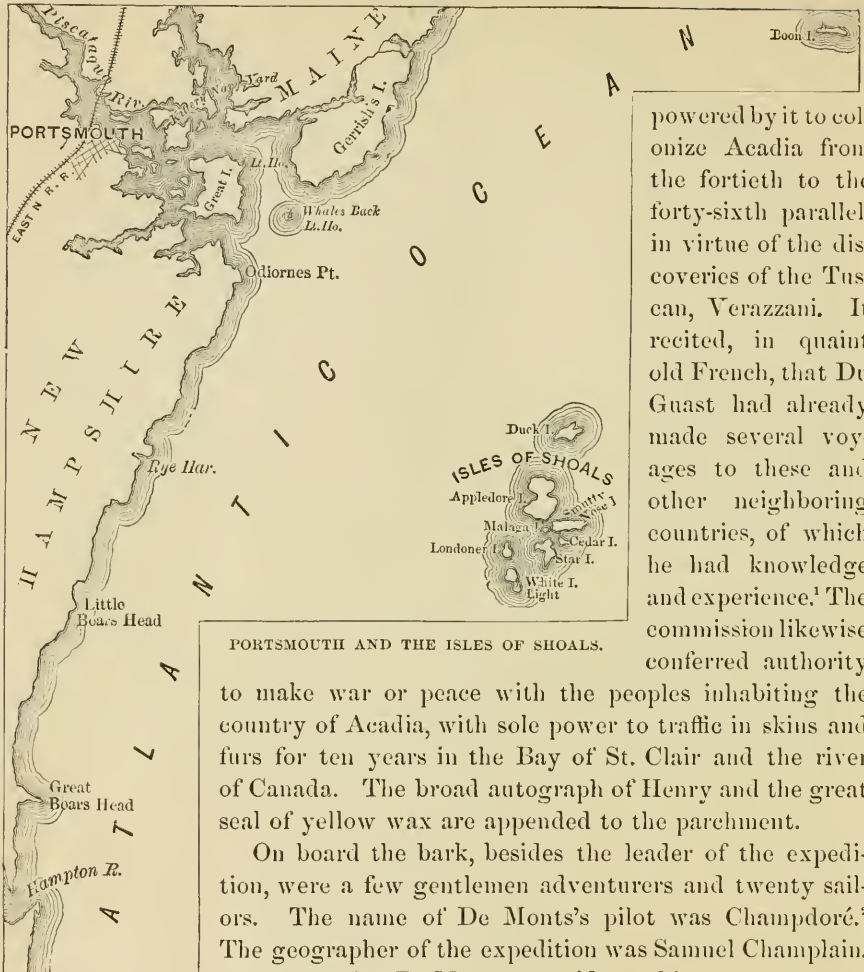 Piscataqua
Riv.
Kittery Navy Yard
MAINE
Gerrish's I.
Boon I.
PORTSMOUTH
EAST N R. R.
Great I.
Lt. Ho.
Whales Back
Lt. Ho.
Odiornes Pt.
NEW
HAMPSHIRE
Rye Har.
Little
Boars Head
Great
Boars Head
Hampton R.
ATLANTIC OCEAN
Duck I.
ISLES OF SHOALS
Appledore I.
Smutty
Nose I
Malaga I.
Cedar I.
Londoner I.
Star I.
White I.
Light
PORTSMOUTH AND THE ISLES OF SHOALS.
powered by it to col
onize Acadia from
the fortieth to the
forty-sixth parallel
in virtue of the dis
coveries of the Tus
can, Verazzani. It
recited, in quaint
old French, that Du
Guast had already
made several voy
ages to these and
other neighboring
countries, of which
he had knowledge
and experience.¹ The
commission likewise
conferred authority
to make war or peace with the peoples inhabiting the
country of Acadia, with sole power to traffic in skins and
furs for ten years in the Bay of St. Clair and the river
of Canada. The broad autograph of Henry and the great
seal of yellow wax are appended to the parchment.
On board the bark, besides the leader of the expedi-
tion, were a few gentlemen adventurers and twenty sail-
ors. The name of De Monts's pilot was Champdoré.²
The geographer of the expedition was Samuel Champlain.